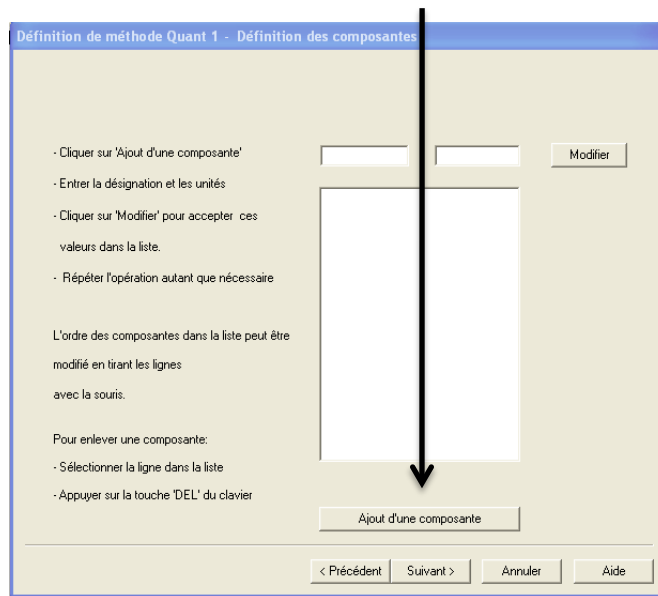 Définition de méthode Quant 1 - Définition des composantes
- Cliquer sur 'Ajout d'une composante'
Modifier
- Entrer la désignation et les unités
- Cliquer sur 'Modifier' pour accepter ces
valeurs dans la liste.
- Répéter l'opération autant que nécessaire
L'ordre des composantes dans la liste peut être
modifié en tirant les lignes
avec la souris.
Pour enlever une composante:
- Sélectionner la ligne dans la liste
- Appuyer sur la touche 'DEL' du clavier
Ajout d'une composante
< Précédent
Suivant >
Annuler
Aide